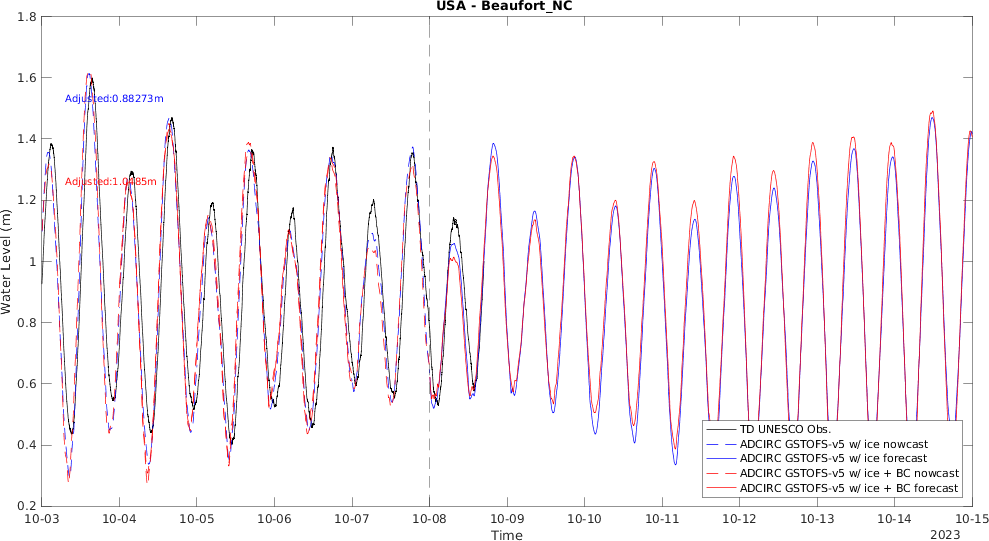 USA - Beaufort_NC
1.8
1.6
1.4
1.2
1
0.8
0.6
0.4
0.2
Water Level (m)
Adjusted:0.88273m
TD UNESCO Obs.
ADCIRC GSTOFS-v5 w/ ice nowcast
ADCIRC GSTOFS-v5 w/ ice forecast
ADCIRC GSTOFS-v5 w/ ice + BC nowcast
ADCIRC GSTOFS-v5 w/ ice + BC forecast
10-03 10-04 10-05 10-06 10-07 10-08 10-09 10-10 10-11 10-12 10-13 10-14 10-15
Time
2023